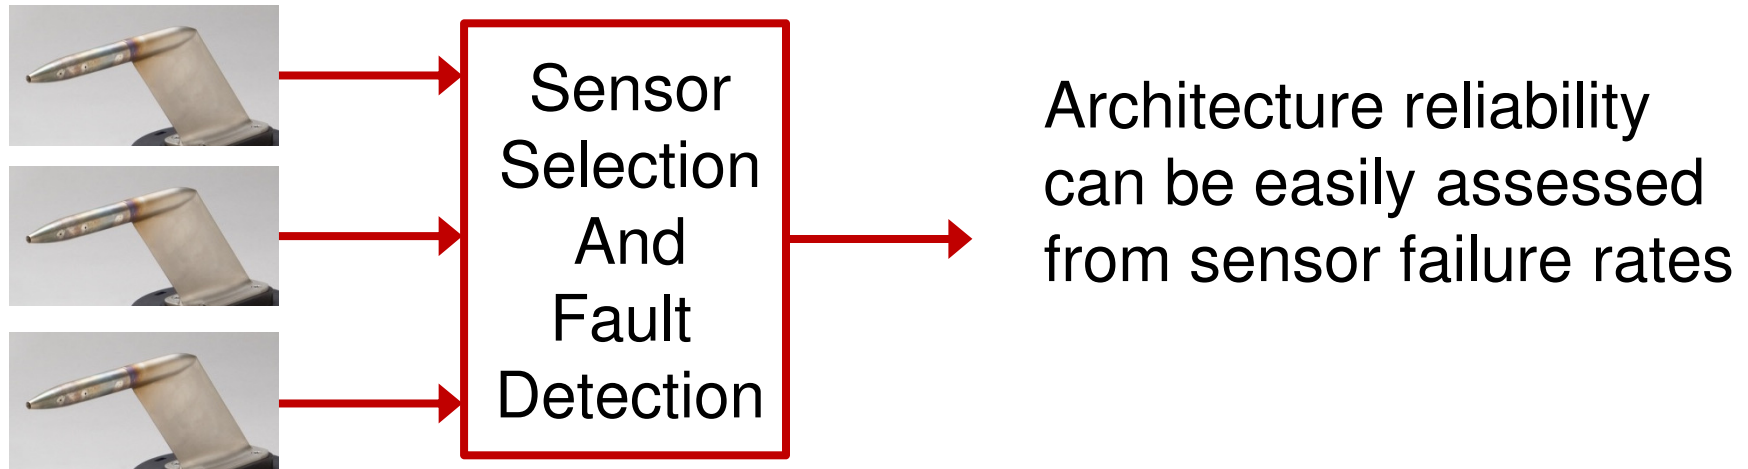 Sensor
Selection
And
Fault
Detection
Architecture reliability
can be easily assessed
from sensor failure rates